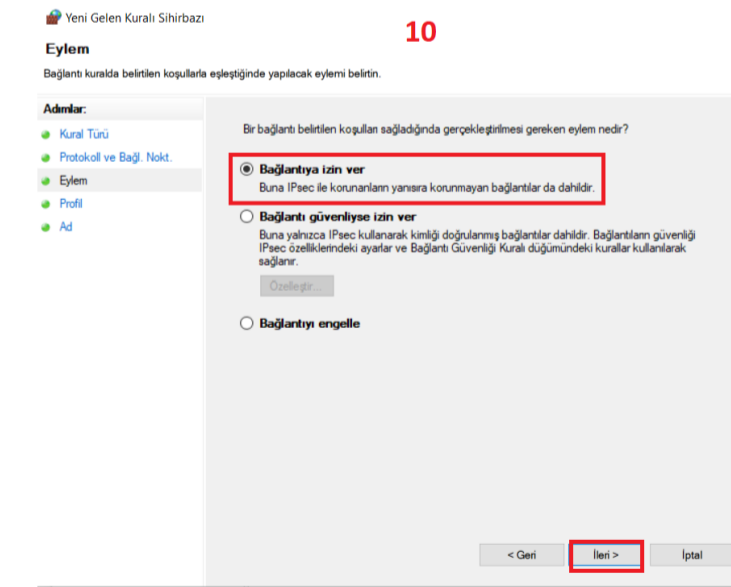 Yeni Gelen Kuralı Sihirbazı
10
Eylem
Bağlantı kuralda belirtilen koşullarla eşleştiğinde yapılacak eylemi belirtin.
Adımlar:
Kural Türü
Protokoll ve Bağl. Nokt.
Eylem
Profil
Ad
Bir bağlantı belirtilen koşulları sağladığında gerçekleştirilmesi gereken eylem nedir?
Bağlantıya izin ver
Buna IPsec ile korunanların yanısıra korunmayan bağlantılar da dahildir.
Bağlantı güvenliyse izin ver
Buna yalnızca IPsec kullanarak kimliği doğrulanmış bağlantılar dahildir. Bağlantıların güvenliği
IPsec özelliklerindeki ayarlar ve Bağlantı Güvenliği Kuralı düğümündeki kurallar kullanılarak
sağlanır.
Özelleştir...
Bağlantıyı engelle
< Geri
İleri >
İptal